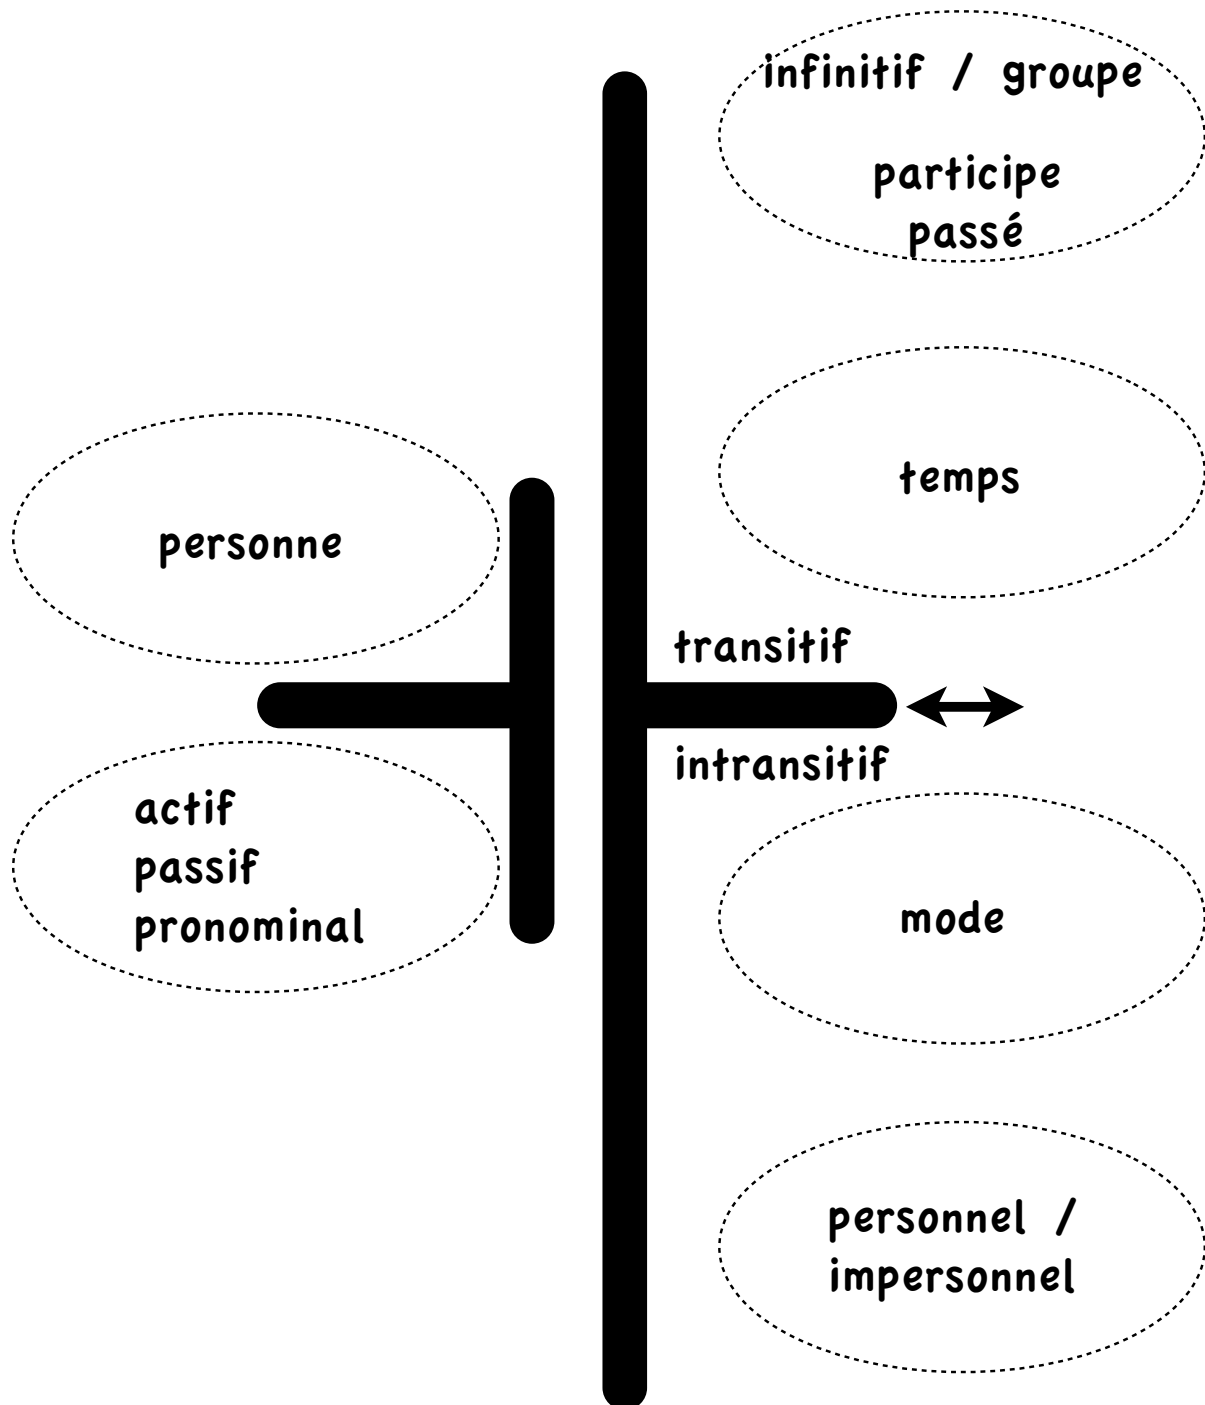 infinitif / groupe
participe
passé
temps
personne
transitif
intransitif
actif
passif
pronominal
mode
personnel /
impersonnel